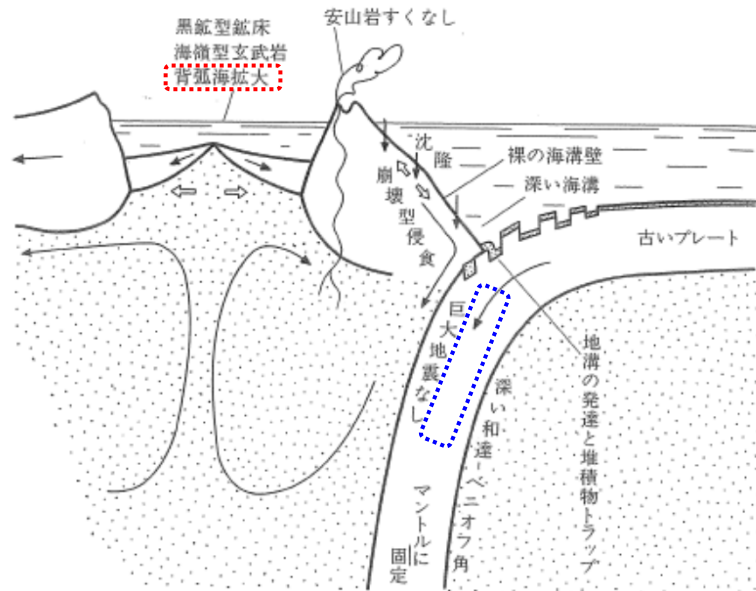 安山岩すくなし
黒鉱型鉱床
海嶺型玄武岩
背弧海拡大
沈降
裸の海溝壁
深い海溝
崩壊型侵食
古いプレート
巨大地震なし
深い和達-ベニオフ角
地溝の発達と堆積物トラップ
マントルに
固定